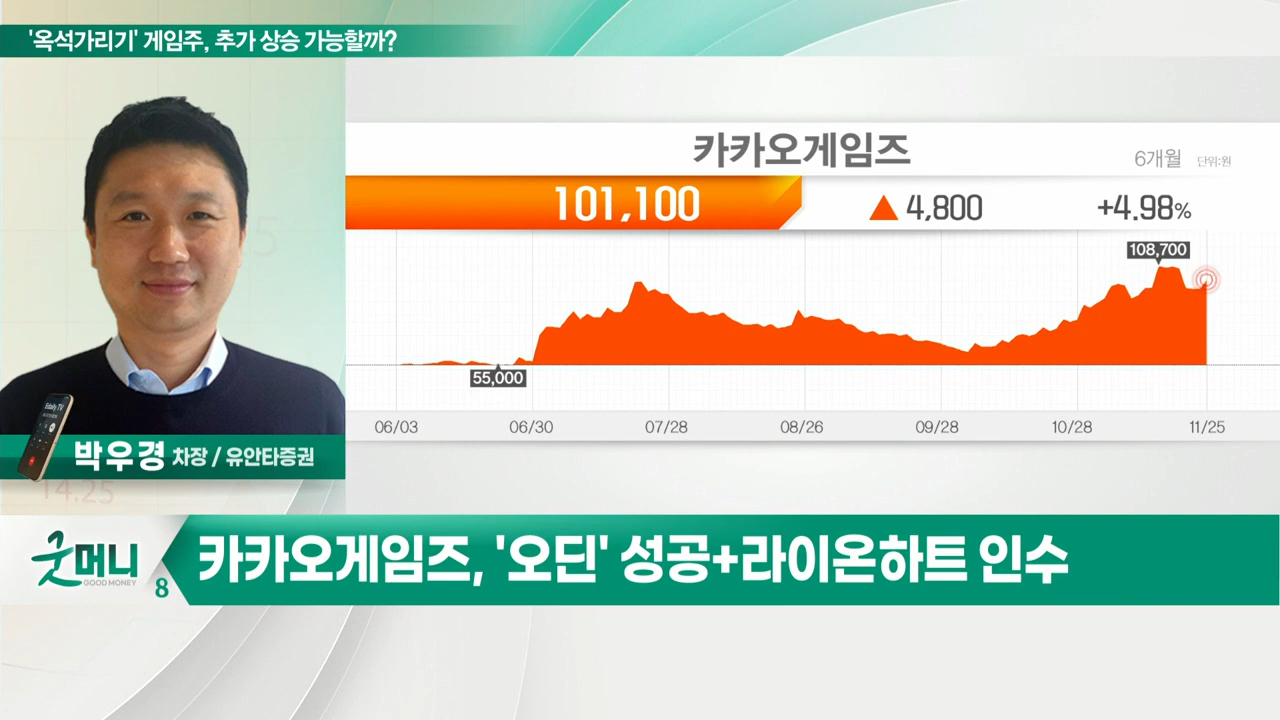 '옥석가리기' 게임주, 추가 상승 가능할까?
카카오게임즈
6개월 단위:원
101,100 ▲ 4,800 +4.98%
108,700
55,000
06/03 06/30 07/28 08/26 09/28 10/28 11/25
Edaily TV
박우경 차장 / 유안타증권
14.25
굿머니
GOOD MONEY
8
카카오게임즈, '오딘' 성공+라이온하트 인수